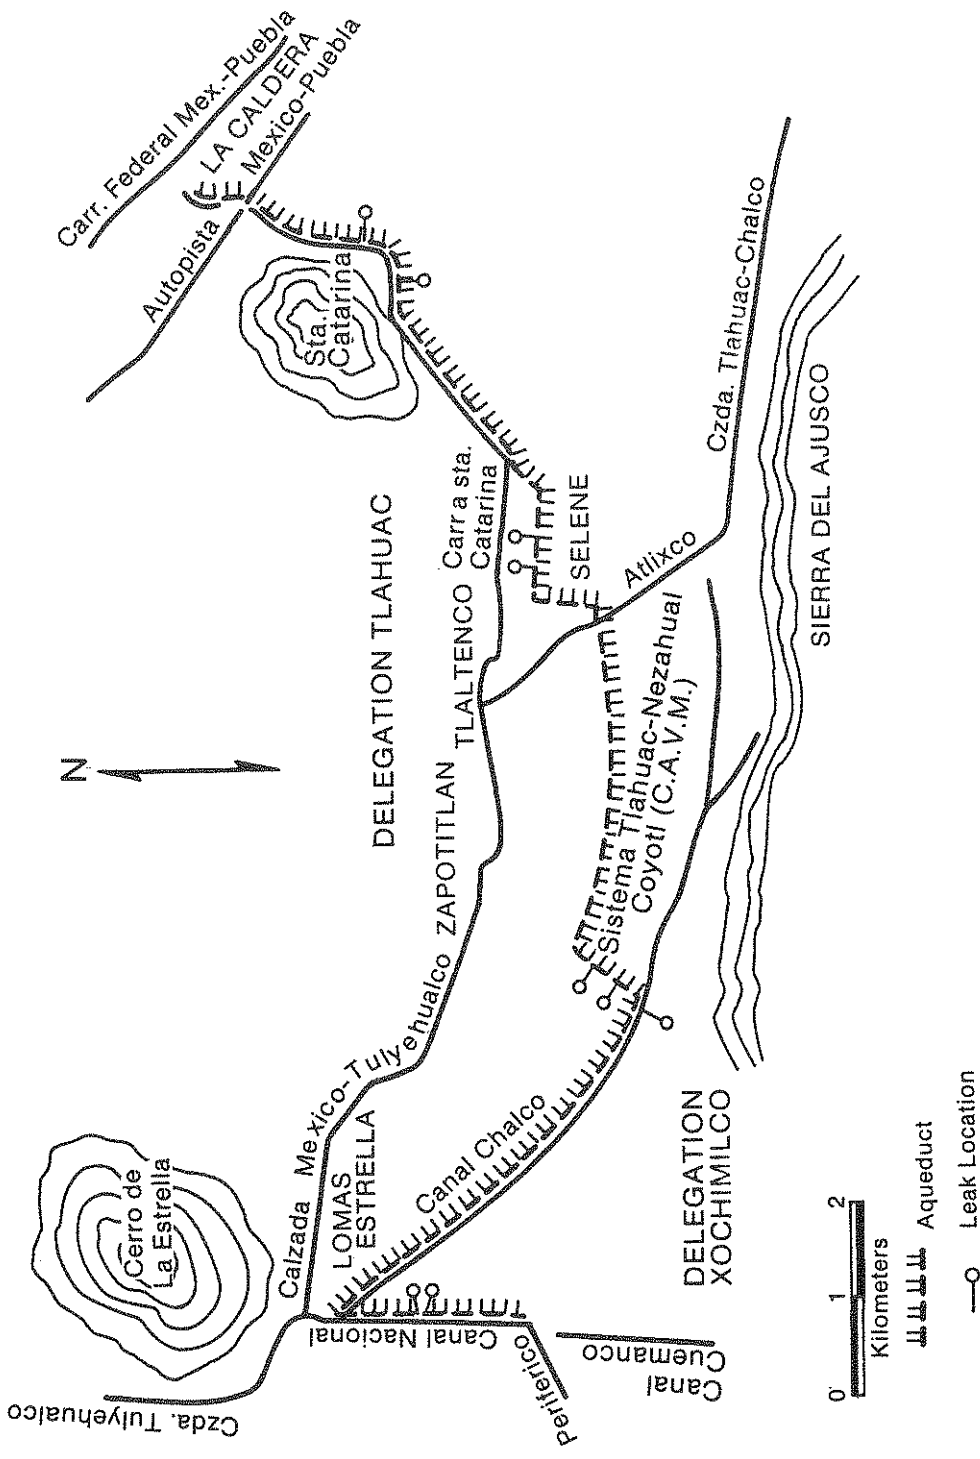 Carr. Federal Mex.-Puebla
LA CALDERA
Autopista Mexico-Puebla
Sta.
Catarina
N
DELEGATION TLAHUAC
Carr a sta.
Catarina
TLALTENCO
ZAPOTITLAN
SELENE
Atlixco
Czda. Tlahuac-Chalco
SIERRA DEL AJUSCO
Sistema Tlahuac-Nezahual
Coyotl (C.A.V.M.)
Calzada Mexico-Tulyehualco
Cerro de
La Estrella
LOMAS
ESTRELLA
Canal Chalco
Czda. Tulyehualco
Canal Nacional
Periferico
Canal
Cuemanco
DELEGATION
XOCHIMILCO
0 1 2
Kilometers
Aqueduct
Leak Location